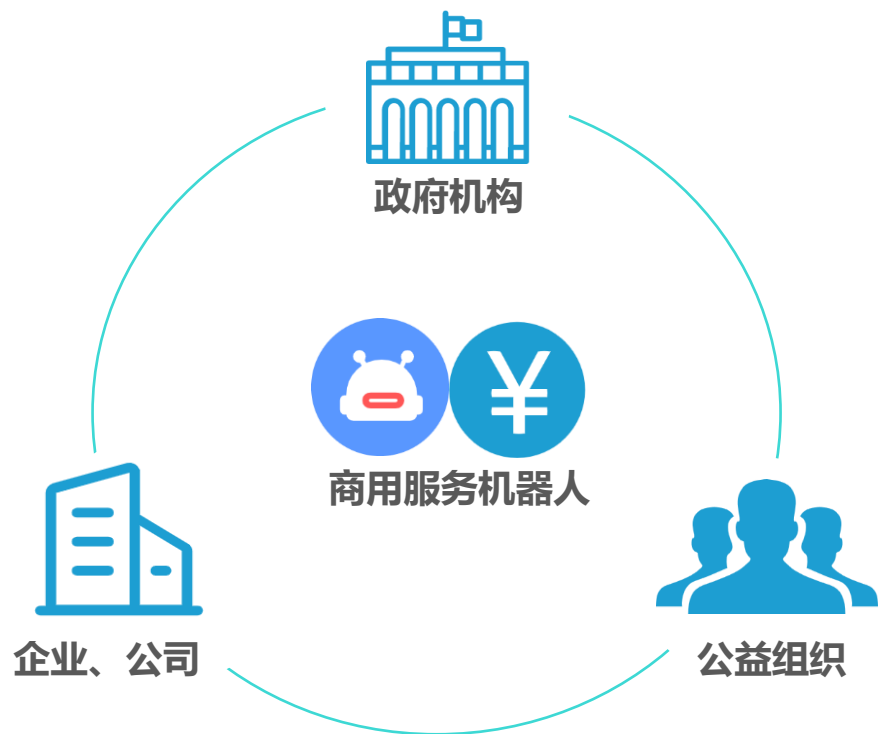 政府机构
¥
商用服务机器人
企业、公司
公益组织